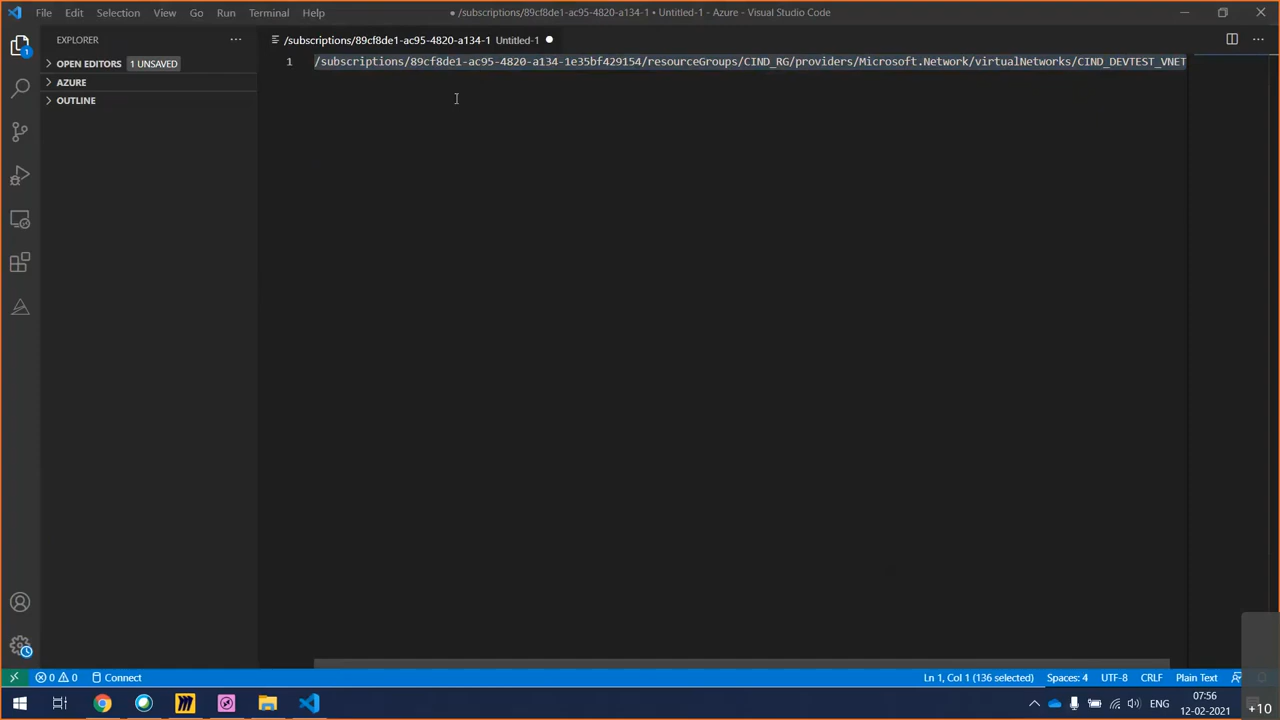 File Edit Selection View Go Run Terminal Help
● /subscriptions/89cf8de1-ac95-4820-a134-1 • Untitled-1 - Azure - Visual Studio Code
EXPLORER
/subscriptions/89cf8de1-ac95-4820-a134-1 Untitled-1
OPEN EDITORS 1 UNSAVED
AZURE
OUTLINE
1 /subscriptions/89cf8de1-ac95-4820-a134-1e35bf429154/resourceGroups/CIND_RG/providers/Microsoft.Network/virtualNetworks/CIND_DEVTEST_VNET
1
0 0 Connect
Ln 1, Col 1 (136 selected) Spaces: 4 UTF-8 CRLF Plain Text
ENG
07:56
12-02-2021
+10